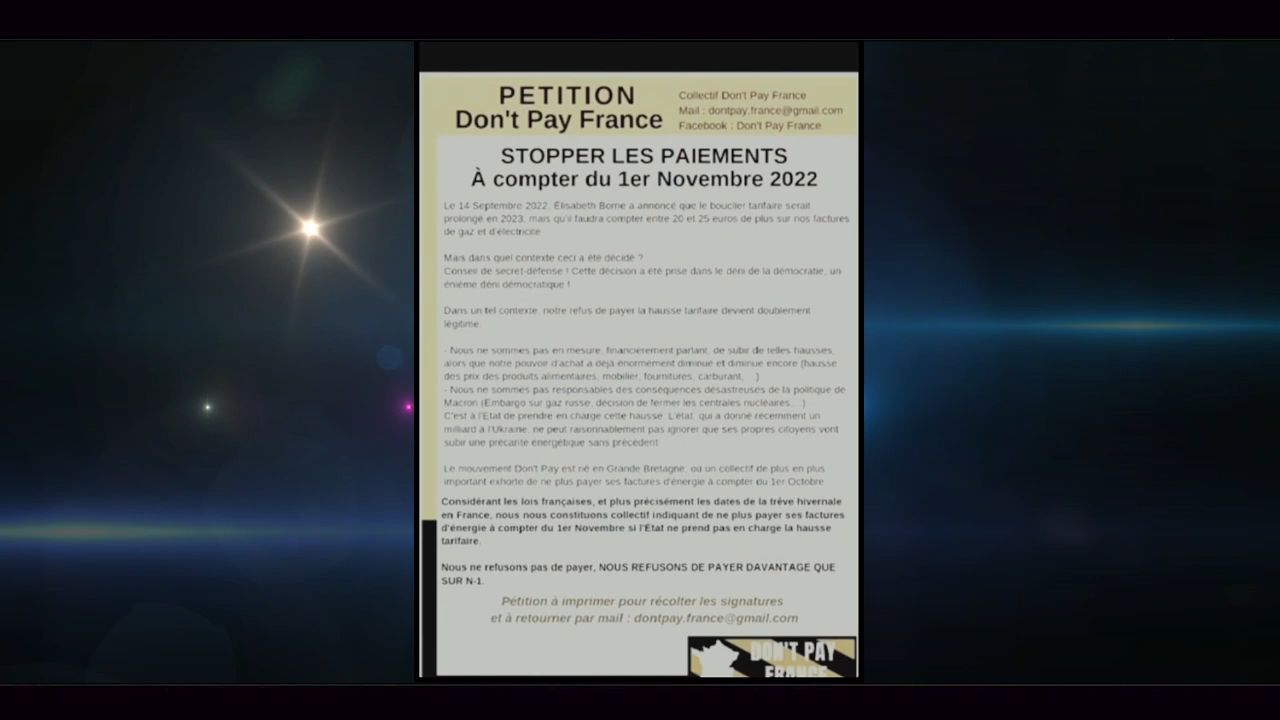 PETITION
Don't Pay France
Collectif Don't Pay France
Mail : dontpay.france@gmail.com
Facebook : Don't Pay France
STOPPER LES PAIEMENTS
À compter du 1er Novembre 2022
Le 14 Septembre 2022, Élisabeth Borne a annoncé que le bouclier tarifaire serait
prolongé en 2023, mais qu'il faudra compter entre 20 et 25 euros de plus sur nos factures
de gaz et d'électricité
Mais dans quel contexte ceci a été décidé ?
Conseil de secret-défense ! Cette décision a été prise dans le déni de la démocratie, un
énième déni démocratique !
Dans un tel contexte, notre refus de payer la hausse tarifaire devient doublement
légitime.
- Nous ne sommes pas en mesure, financièrement parlant, de subir de telles hausses,
alors que notre pouvoir d'achat a déjà énormément diminué et diminue encore (hausse
des prix des produits alimentaires, mobilier, fournitures, carburant, ...)
- Nous ne sommes pas responsables des conséquences désastreuses de la politique de
Macron (Embargo sur gaz russe, décision de fermer les centrales nucléaires,...)
C'est à l'Etat de prendre en charge cette hausse. L'état, qui a donné récemment un
milliard à l'Ukraine, ne peut raisonnablement pas ignorer que ses propres citoyens vont
subir une précarité énergétique sans précédent
Le mouvement Don't Pay est né en Grande Bretagne, où un collectif de plus en plus
important exhorte de ne plus payer ses factures d'énergie à compter du 1er Octobre
Considérant les lois françaises, et plus précisément les dates de la trêve hivernale
en France, nous nous constituons collectif indiquant de ne plus payer ses factures
d'énergie à compter du 1er Novembre si l'État ne prend pas en charge la hausse
tarifaire.
Nous ne refusons pas de payer, NOUS REFUSONS DE PAYER DAVANTAGE QUE
SUR N-1.
Pétition à imprimer pour récolter les signatures
et à retourner par mail : dontpay.france@gmail.com
DON'T PAY
FRANCE